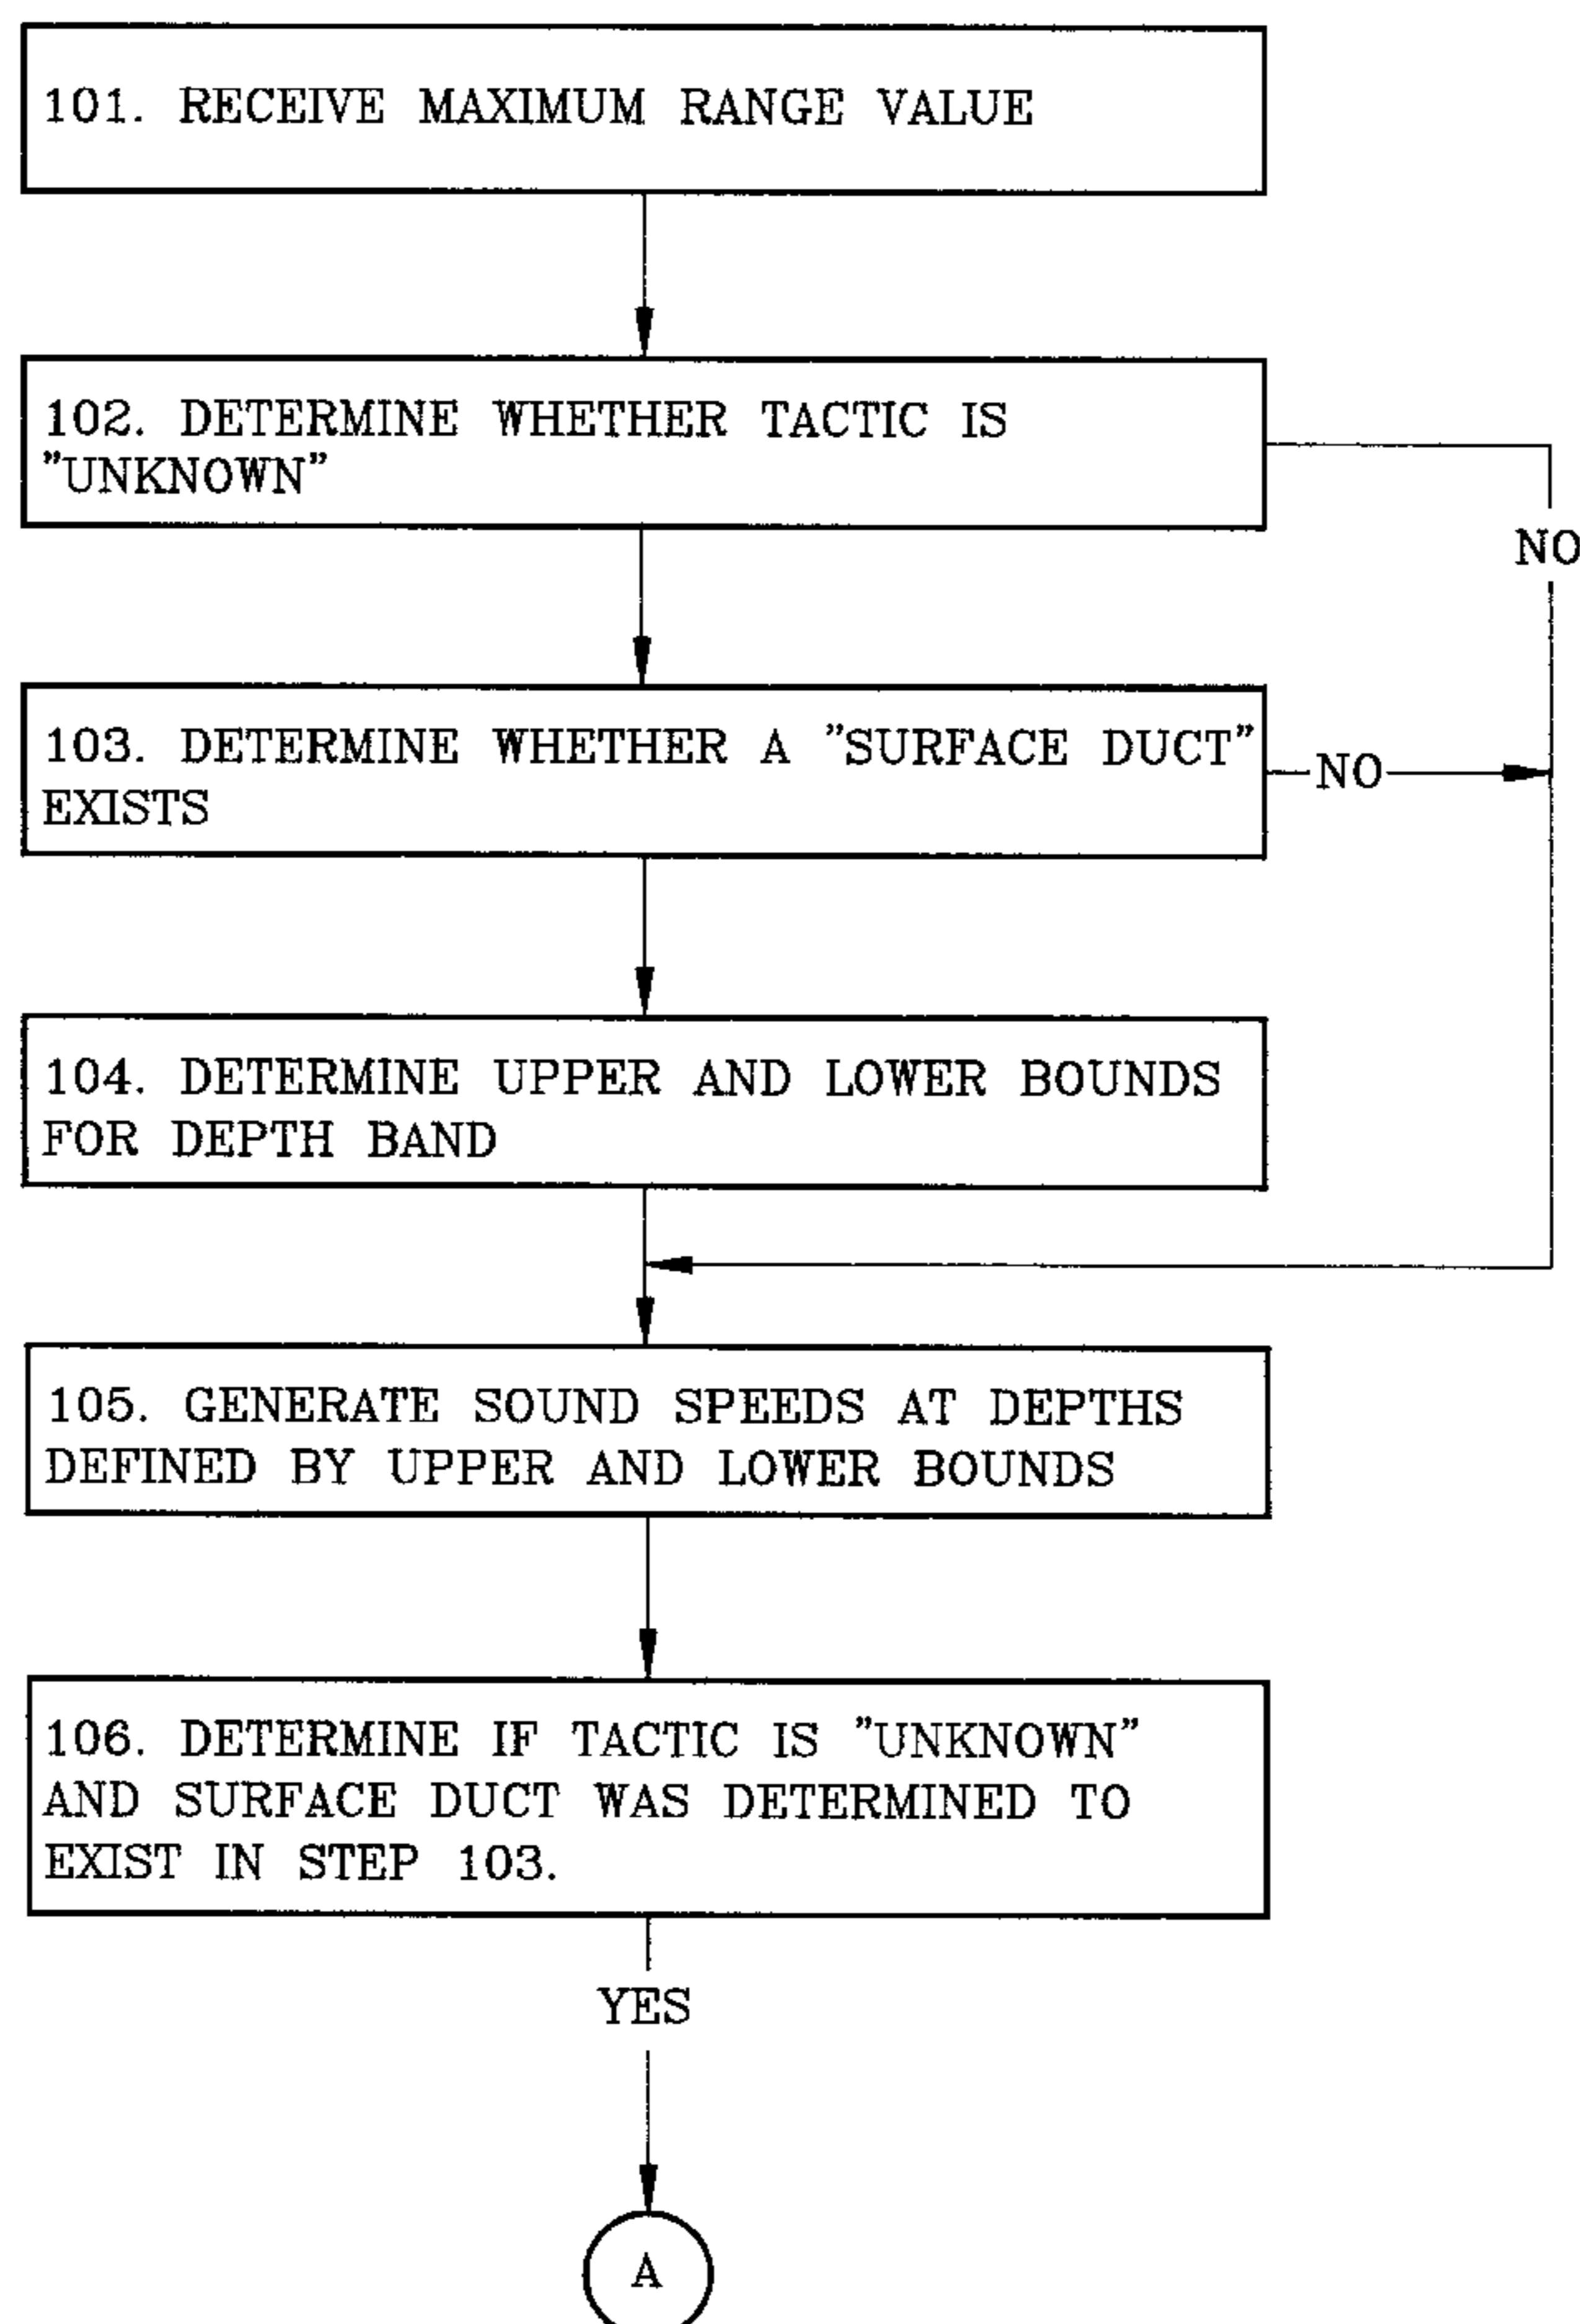 101. RECEIVE MAXIMUM RANGE VALUE
102. DETERMINE WHETHER TACTIC IS
”UNKNOWN”
NO
103. DETERMINE WHETHER A ”SURFACE DUCT”
EXISTS
NO
104. DETERMINE UPPER AND LOWER BOUNDS
FOR DEPTH BAND
105. GENERATE SOUND SPEEDS AT DEPTHS
DEFINED BY UPPER AND LOWER BOUNDS
106. DETERMINE IF TACTIC IS ”UNKNOWN”
AND SURFACE DUCT WAS DETERMINED TO
EXIST IN STEP 103.
YES
A